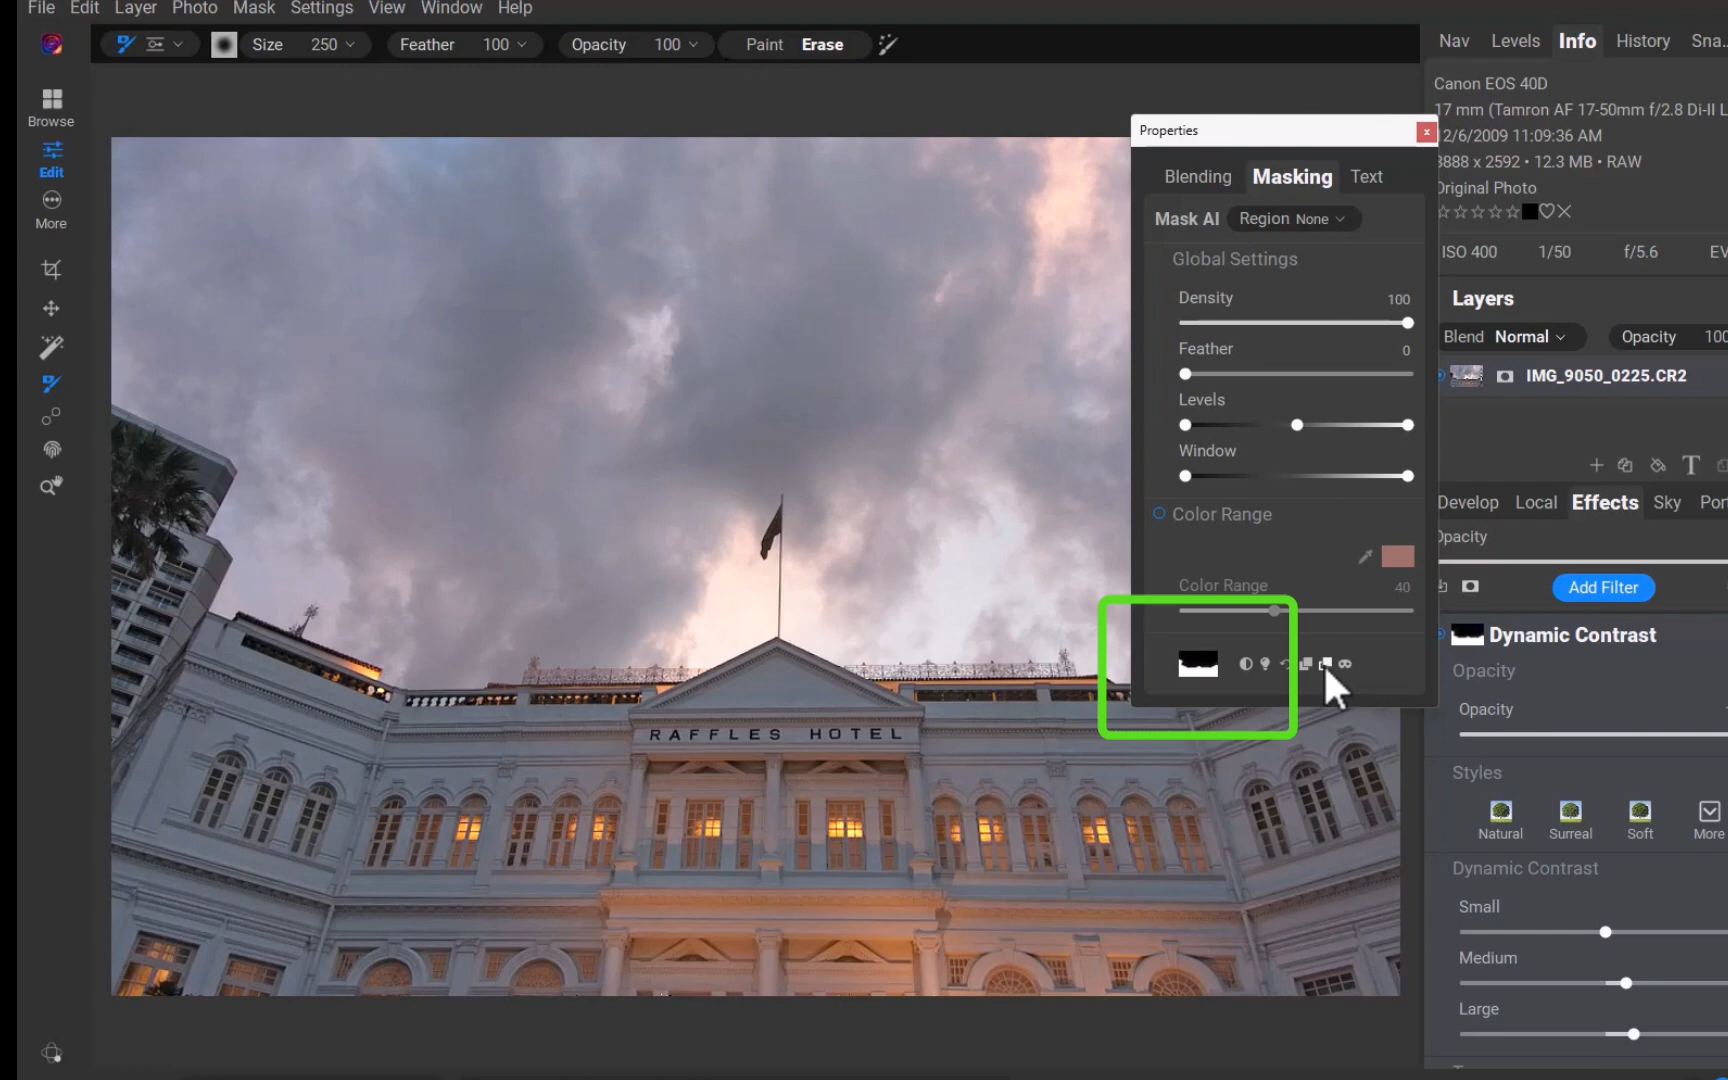 File Edit Layer Photo Mask Settings View Window Help
Size 250 Feather 100 Opacity 100 Paint Erase
Nav Levels Info History Sna..
Browse
Edit
More
Canon EOS 40D
17 mm (Tamron AF 17-50mm f/2.8 Di-II L
12/6/2009 11:09:36 AM
3888 x 2592 • 12.3 MB • RAW
Original Photo
ISO 400 1/50 f/5.6 EV
Properties
Blending Masking Text
Mask AI Region None
Global Settings
Density 100
Feather 0
Levels
Window
Color Range
Color Range 40
Layers
Blend Normal Opacity 100
IMG_9050_0225.CR2
Develop Local Effects Sky Por
Opacity
Add Filter
Dynamic Contrast
Opacity
Opacity
Styles
Natural Surreal Soft More
Dynamic Contrast
Small
Medium
Large
RAFFLES HOTEL